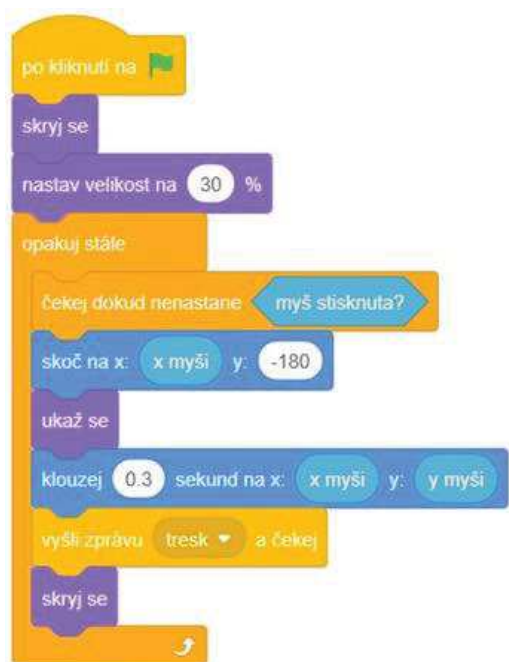 po kliknutí na
skryj se
nastav velikost na 30 %
opakuj stále
čekej dokud nenastane myš stisknuta?
skoč na x: x myši y: -180
ukaž se
klouzej 0.3 sekund na x: x myši y: y myši
vyšli zprávu tresk a čekej
skryj se